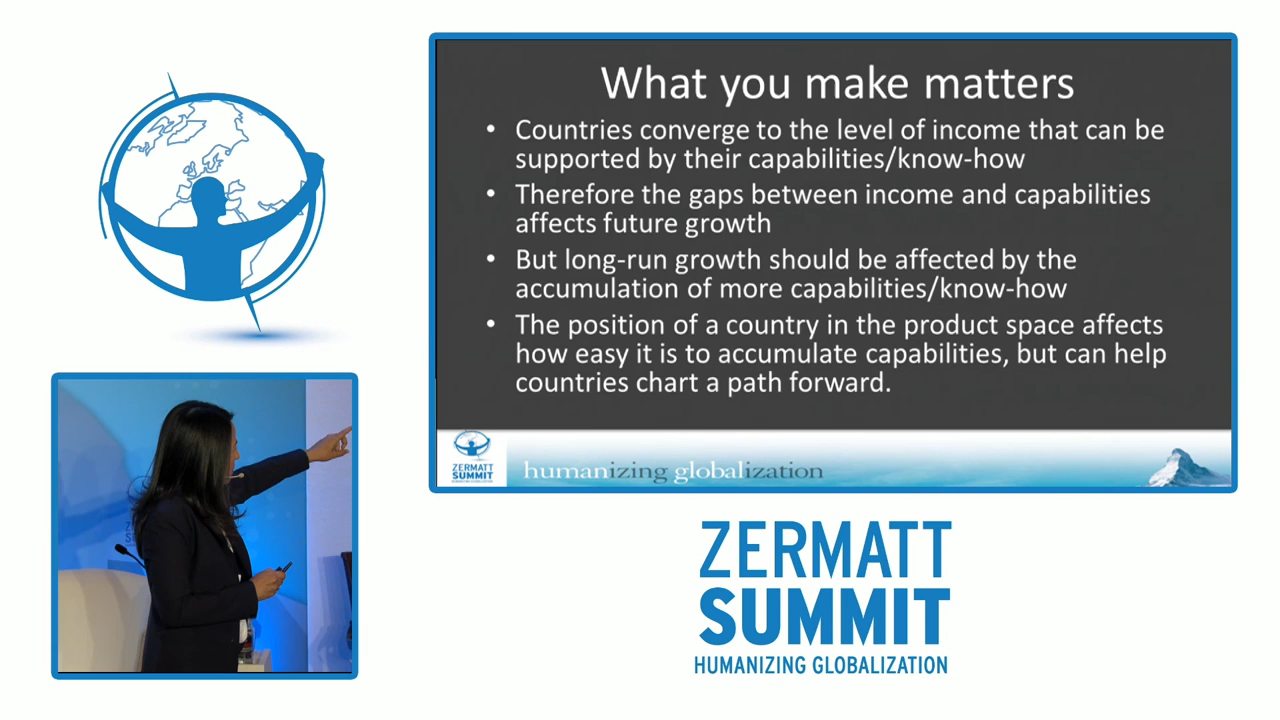 What you make matters
• Countries converge to the level of income that can be
supported by their capabilities/know-how
• Therefore the gaps between income and capabilities
affects future growth
• But long-run growth should be affected by the
accumulation of more capabilities/know-how
• The position of a country in the product space affects
how easy it is to accumulate capabilities, but can help
countries chart a path forward.
ZERMATT
SUMMIT
humanizing globalization
ZERMATT
SUMMIT
HUMANIZING GLOBALIZATION